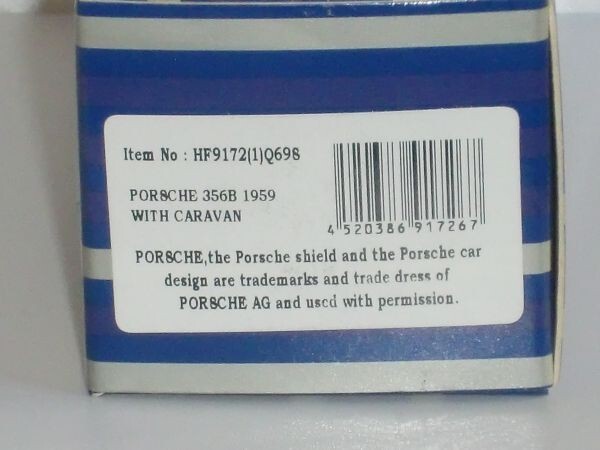 Item No : HF9172(1)Q698
PORSCHE 356B 1959
WITH CARAVAN
4 520386 917267
PORSCHE,the Porsche shield and the Porsche car
design are trademarks and trade dress of
PORSCHE AG and used with permission.